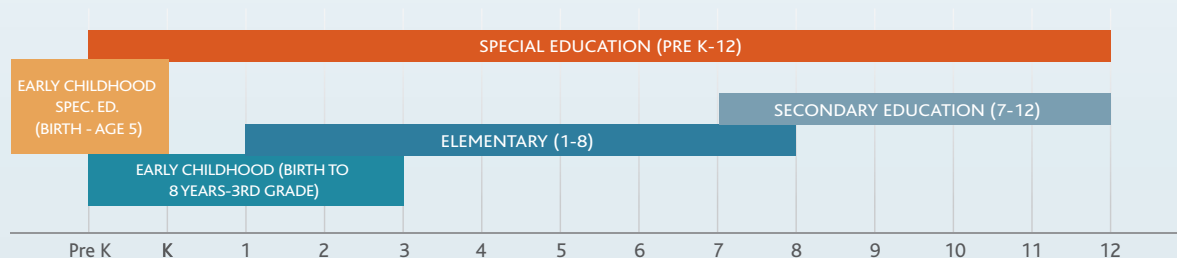 SPECIAL EDUCATION (PRE K-12)
EARLY CHILDHOOD
SPEC. ED.
(BIRTH - AGE 5)
SECONDARY EDUCATION (7-12)
ELEMENTARY (1-8)
EARLY CHILDHOOD (BIRTH TO
8 YEARS-3RD GRADE)
Pre K K 1 2 3 4 5 6 7 8 9 10 11 12